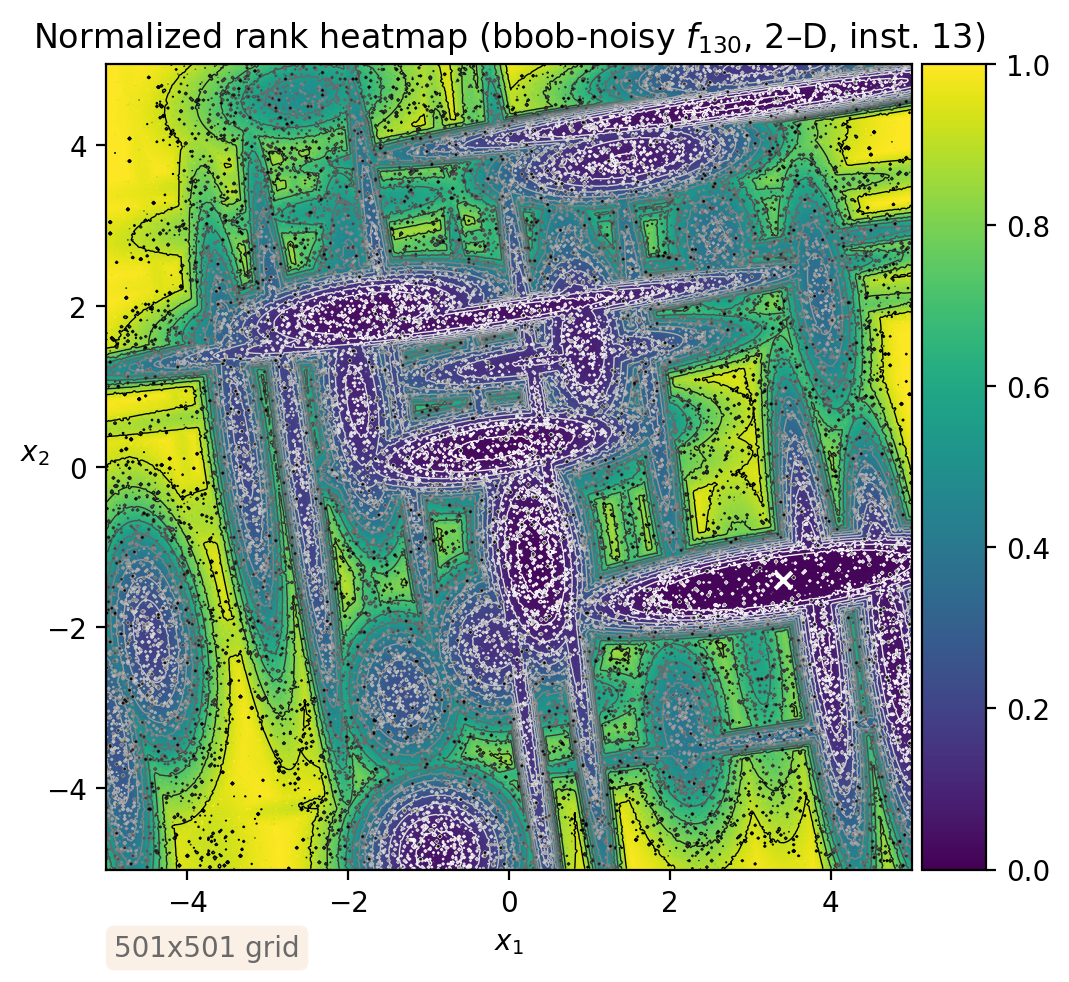 Normalized rank heatmap (bbob-noisy f130, 2–D, inst. 13)
1.0
0.8
0.6
0.4
0.2
0.0
4
2
0
−2
−4
x2
−4 −2 0 2 4
x1
501x501 grid